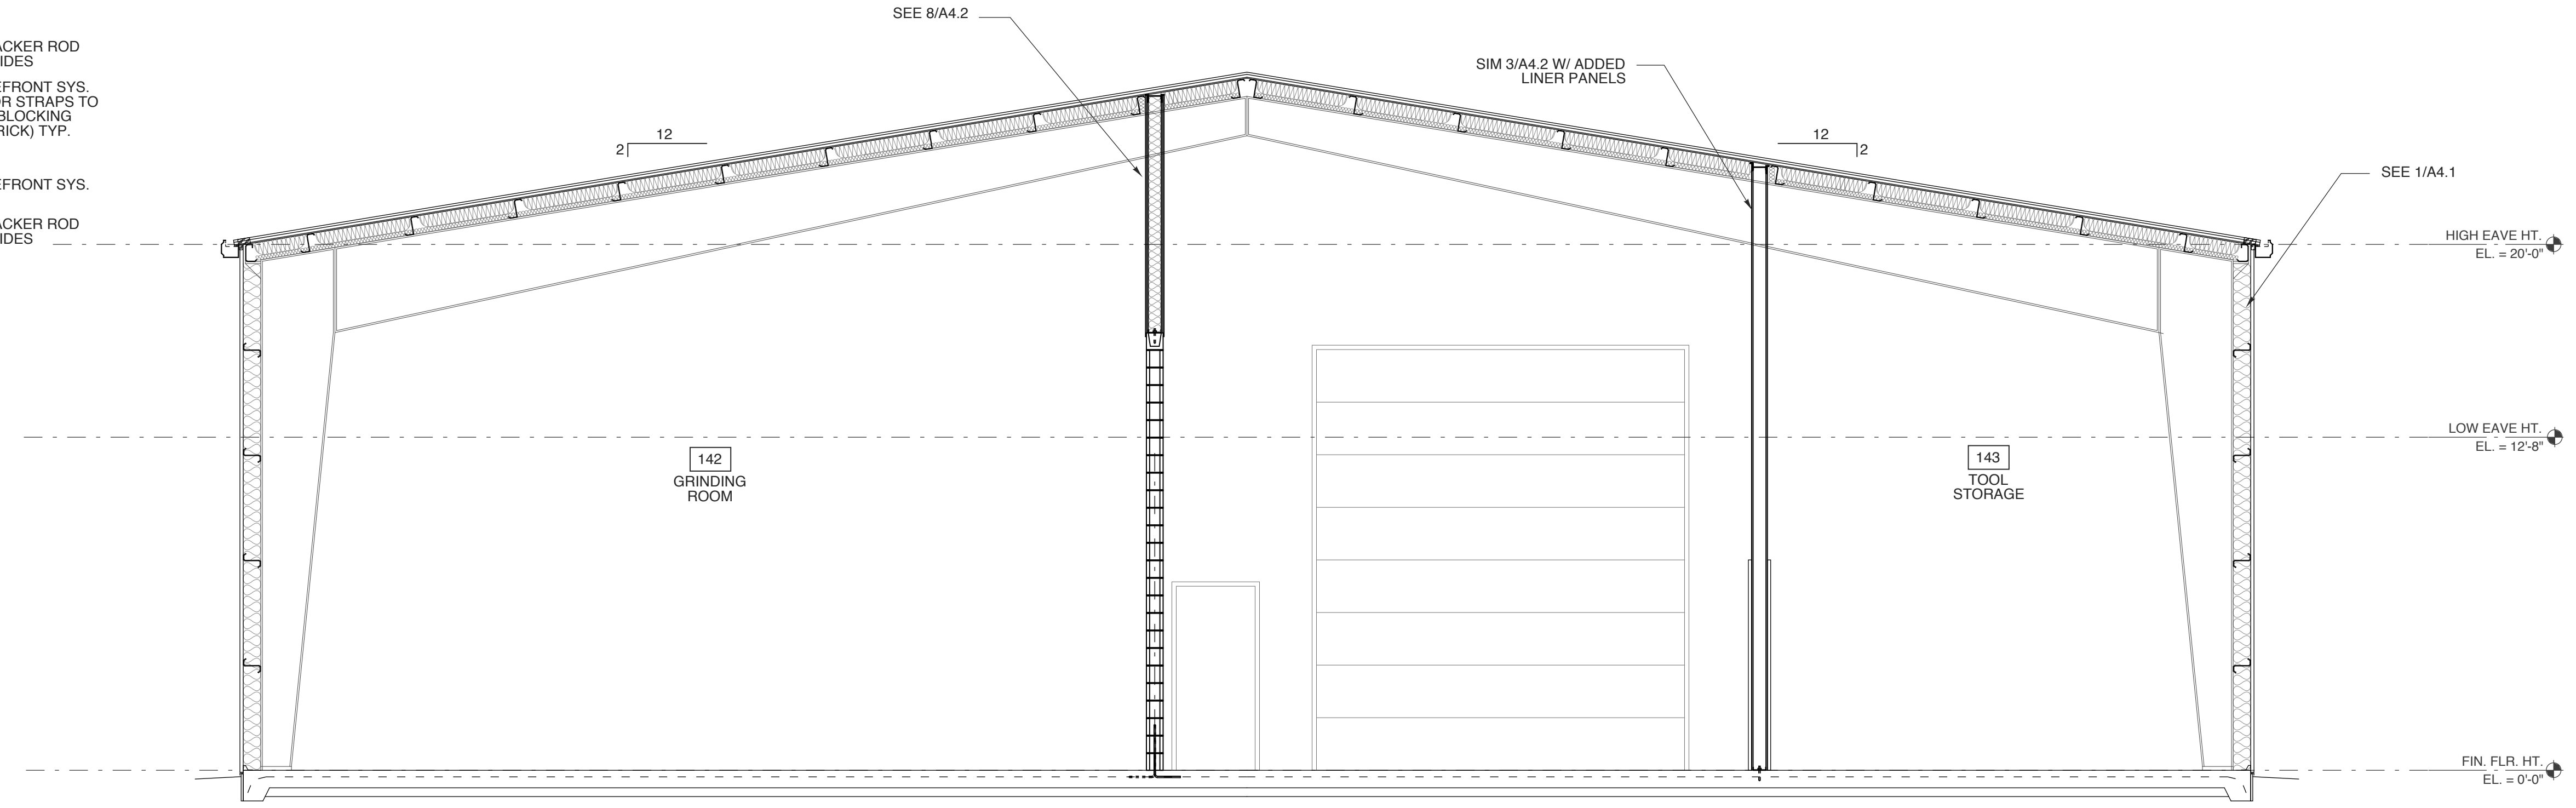 ACKER ROD
IDES
EFRONT SYS.
OR STRAPS TO
BLOCKING
RICK) TYP.
EFRONT SYS.
ACKER ROD
IDES
SEE 8/A4.2
SIM 3/A4.2 W/ ADDED
LINER PANELS
12
2
12
2
SEE 1/A4.1
HIGH EAVE HT.
EL. = 20'-0"
LOW EAVE HT.
EL. = 12'-8"
142
GRINDING
ROOM
143
TOOL
STORAGE
FIN. FLR. HT.
EL. = 0'-0"